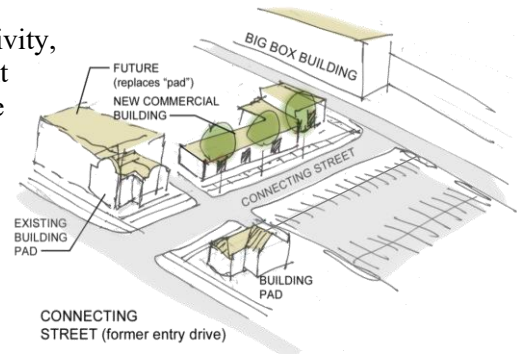 ivity,
t
e
BIG BOX BUILDING
FUTURE
(replaces "pad")
NEW COMMERCIAL
BUILDING
CONNECTING STREET
EXISTING
BUILDING
PAD
BUILDING
PAD
CONNECTING
STREET (former entry drive)